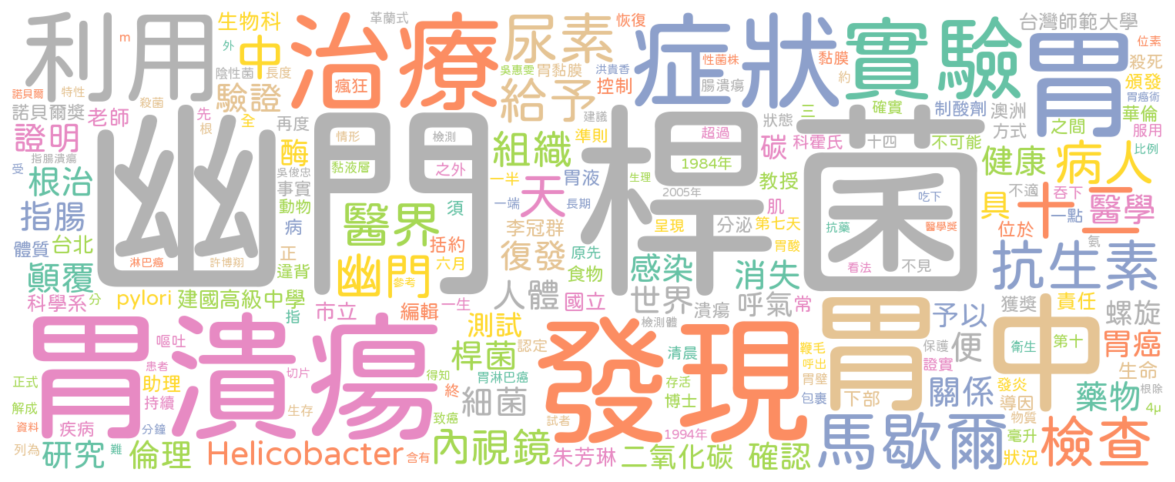 幽門桿菌
胃潰瘍
發現
利用
治療
症狀
實驗
胃
胃中
尿素
給予
馬歇爾
檢查
抗生素
十二
醫學
病人
健康
醫界
幽門
組織
天
復發
人體
感染
消失
世界
呼氣
測試
桿菌
細菌
內視鏡
二氧化碳
確認
朱芳琳
Helicobacter
pylori
倫理
研究
疾病
助理
持續
嘔吐
患者
切片
生存
正式
解成
資料
列為
分鐘
難
含有
生物科
中
外
m
革蘭式
恢復
台灣師範大學
位素
殺死
頒發
胃癌術
華倫
比例
之間
方式
澳洲
制酸劑
確實
約
黏膜
性菌株
洪貴香
吳惠雯
胃黏膜
腸潰瘍
控制
建議
狀態
準則
超過
1984年
碳
科霍氏
三
十四
不可能
瘋狂
長度
陰性菌
驗證
殺菌
特性
諾貝爾
諾貝爾獎
老師
先
根
全
再度
證明
指腸潰瘍
受
根治
指腸
體質
台北
顛覆
科學系
分
建國高級中學
指
市立
編輯
括約
六月
一生
國立
潰瘍
常
酶
吳俊忠
事實
動物
病
正
違背
淋巴癌
許博翔
情形
黏液層
檢測
之外
須
參考
一半
一端
胃液
長期
李冠群
原先
食物
生理
2005年
教授
肌
呈現
分泌
第七天
胃酸
抗藥
吃下
醫學獎
看法
不見
具
不適
吞下
一點
位於
氨
獲獎
責任
螺旋
予以
便
保護
證實
衛生
第十
胃癌
生命
根除
藥物
4μ
關係
發炎
導因
物質
毫升
狀況
下部
鞭毛
呼出
胃壁
包裹
清晨
存活
博士
檢測體
認定
得知
胃淋巴癌
終
致癌
試者
1994年